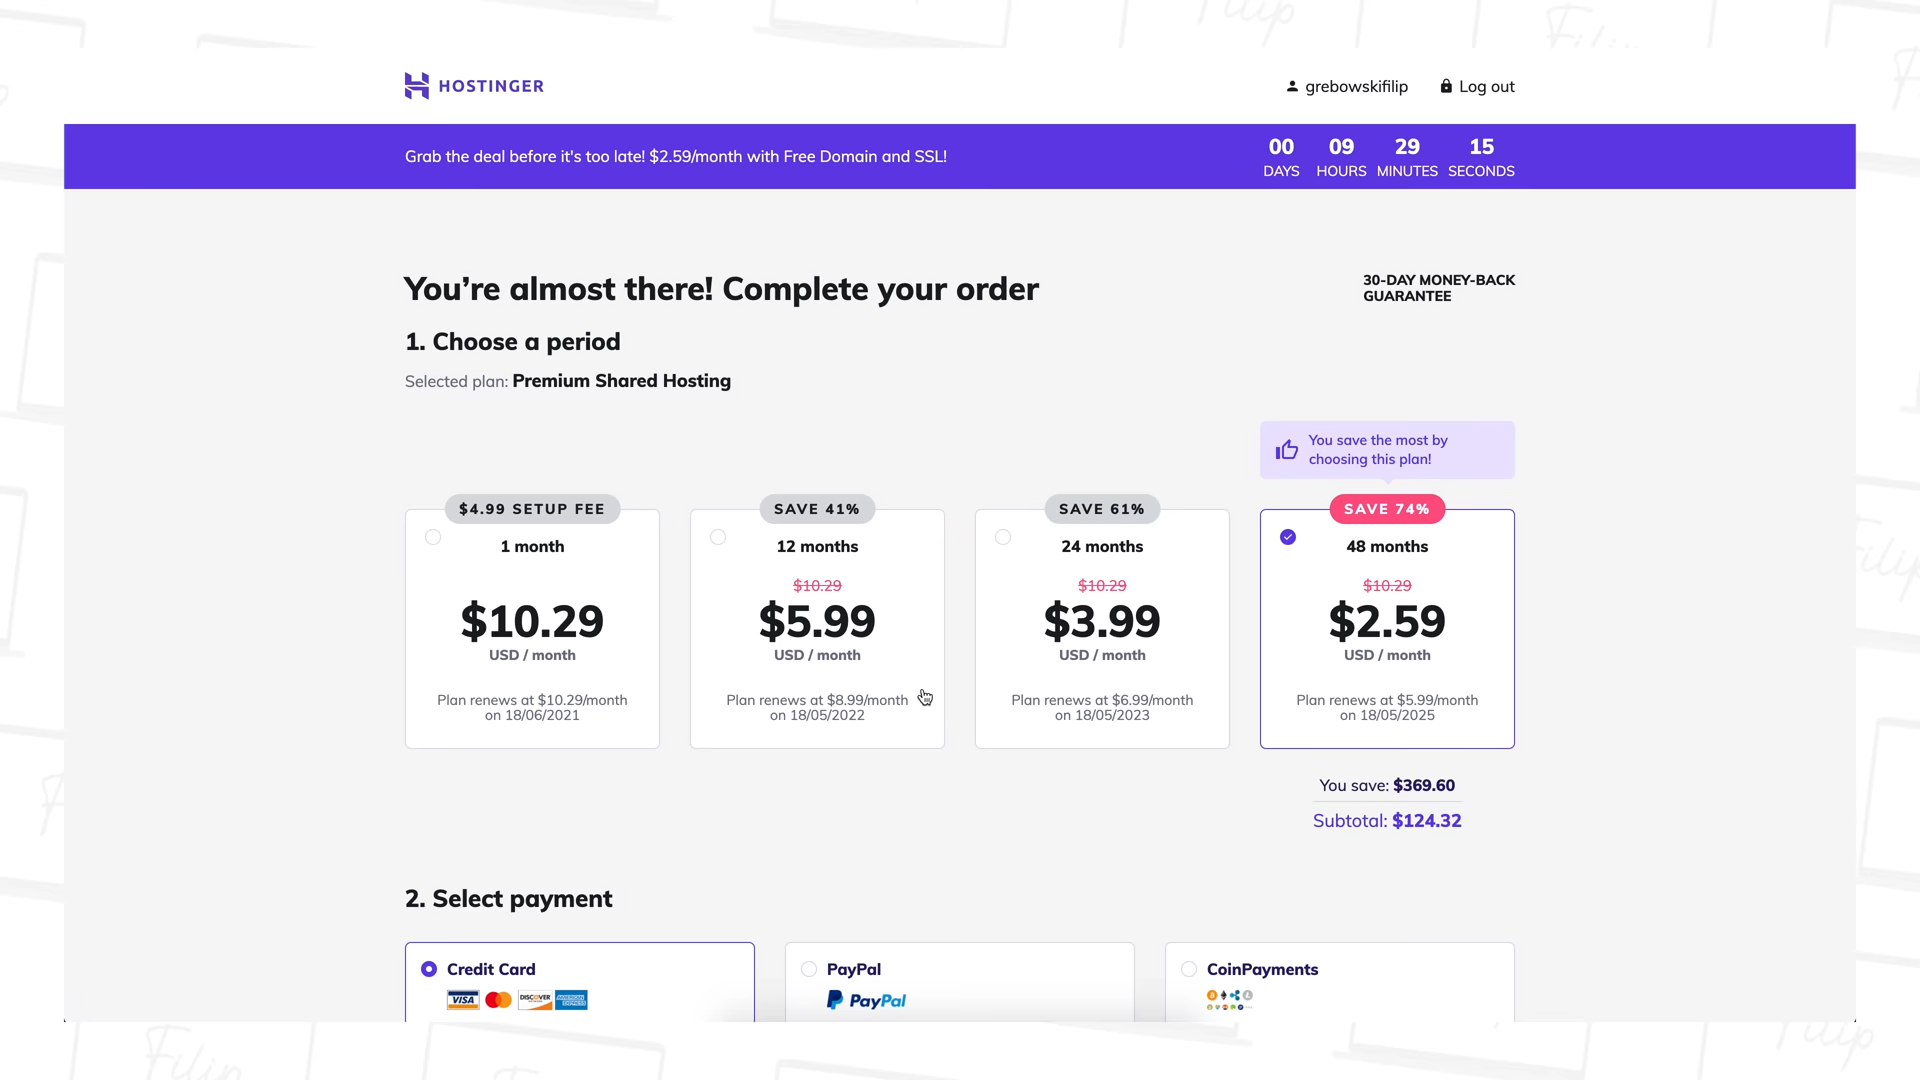 HOSTINGER
grebowskifilip
Log out
Grab the deal before it's too late! $2.59/month with Free Domain and SSL!
00 09 29 15
DAYS HOURS MINUTES SECONDS
You're almost there! Complete your order
30-DAY MONEY-BACK
GUARANTEE
1. Choose a period
Selected plan: Premium Shared Hosting
You save the most by
choosing this plan!
$4.99 SETUP FEE
1 month
$10.29
USD / month
Plan renews at $10.29/month
on 18/06/2021
SAVE 41%
12 months
$10.29
$5.99
USD / month
Plan renews at $8.99/month
on 18/05/2022
SAVE 61%
24 months
$10.29
$3.99
USD / month
Plan renews at $6.99/month
on 18/05/2023
SAVE 74%
48 months
$10.29
$2.59
USD / month
Plan renews at $5.99/month
on 18/05/2025
You save: $369.60
Subtotal: $124.32
2. Select payment
Credit Card
VISA DISCOVER AMERICAN EXPRESS
PayPal
PayPal
CoinPayments
Filip
Filip
Filip
Filip